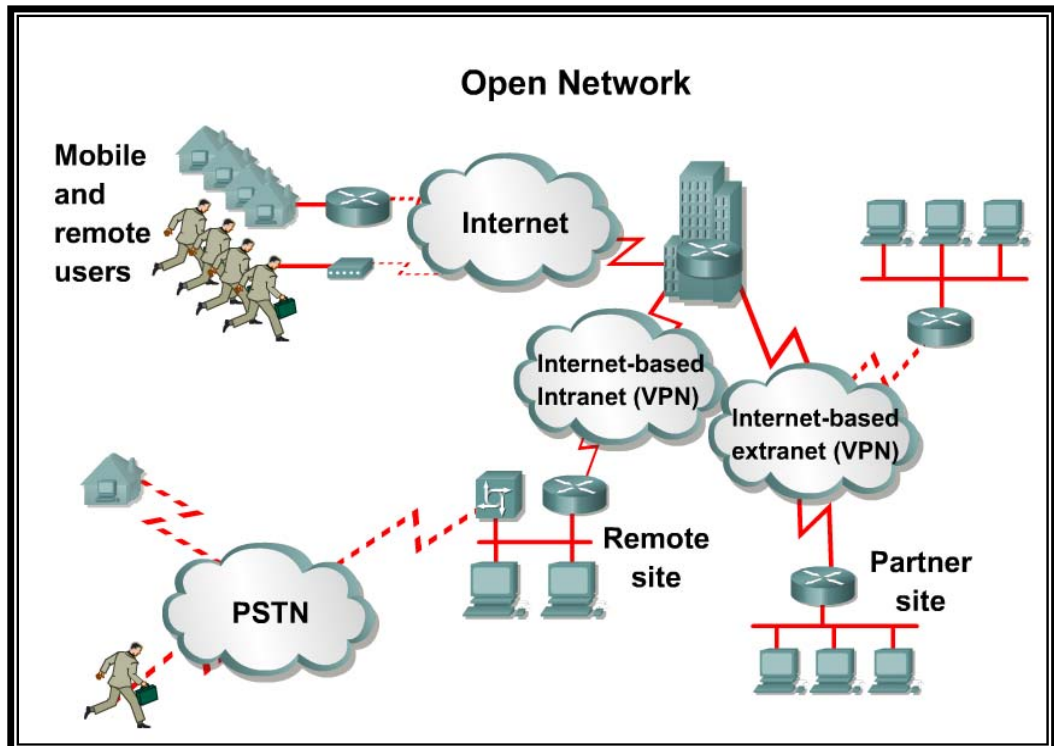 Open Network
Mobile
and
remote
users
Internet
Internet-based
Intranet (VPN)
Internet-based
extranet (VPN)
Remote
site
Partner
site
PSTN